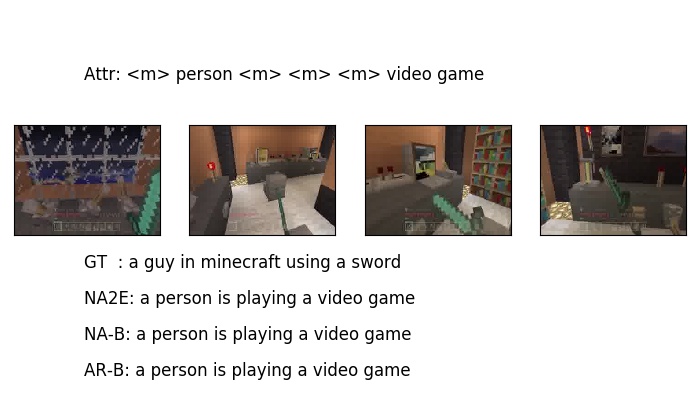 Attr: <m> person <m> <m> <m> video game
GT  : a guy in minecraft using a sword
NA2E: a person is playing a video game
NA-B: a person is playing a video game
AR-B: a person is playing a video game